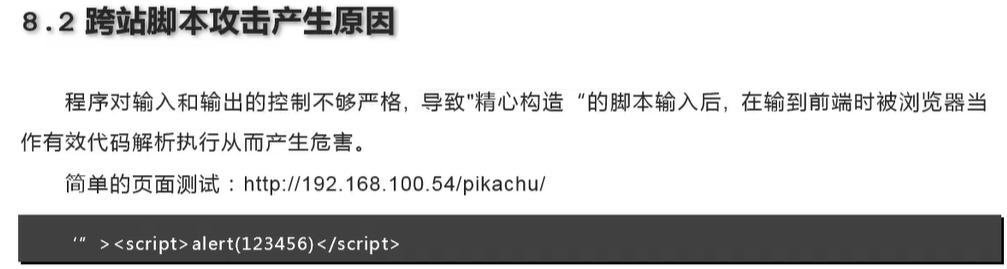 8.2 跨站脚本攻击产生原因
程序对输入和输出的控制不够严格，导致"精心构造“的脚本输入后，在输到前端时被浏览器当
作有效代码解析执行从而产生危害。
简单的页面测试：http://192.168.100.54/pikachu/
‘” ><script>alert(123456)</script>